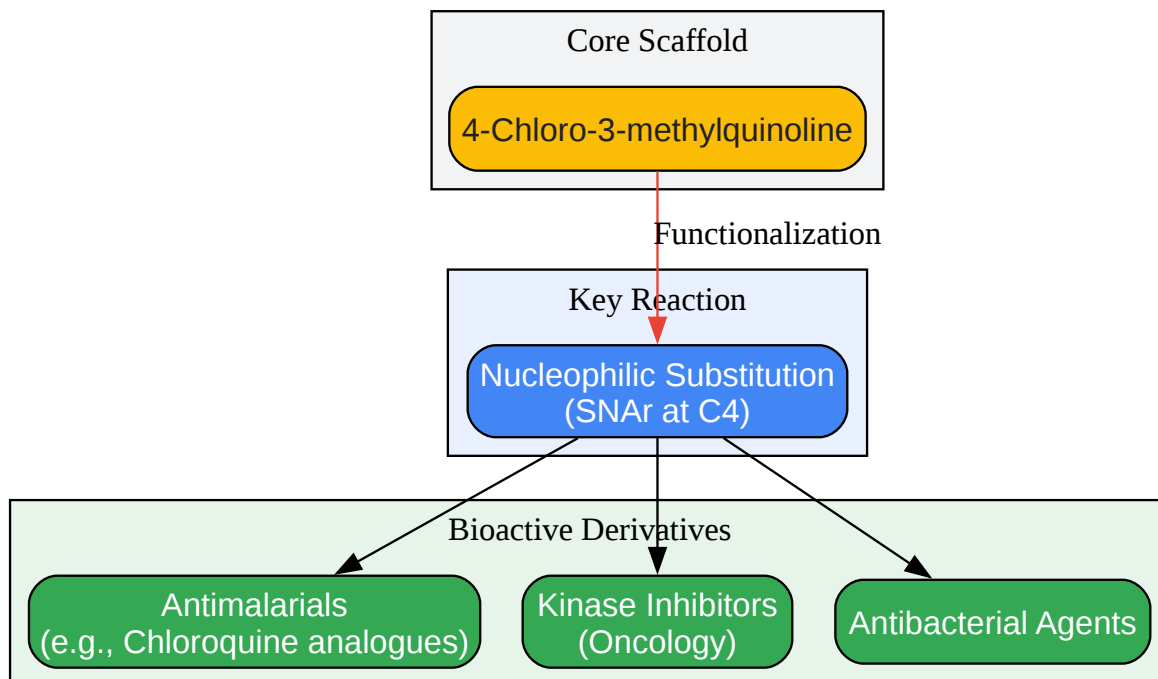 Core Scaffold
4-Chloro-3-methylquinoline
Functionalization
Key Reaction
Nucleophilic Substitution
(SNAr at C4)
Bioactive Derivatives
Antimalarials
(e.g., Chloroquine analogues)
Kinase Inhibitors
(Oncology)
Antibacterial Agents